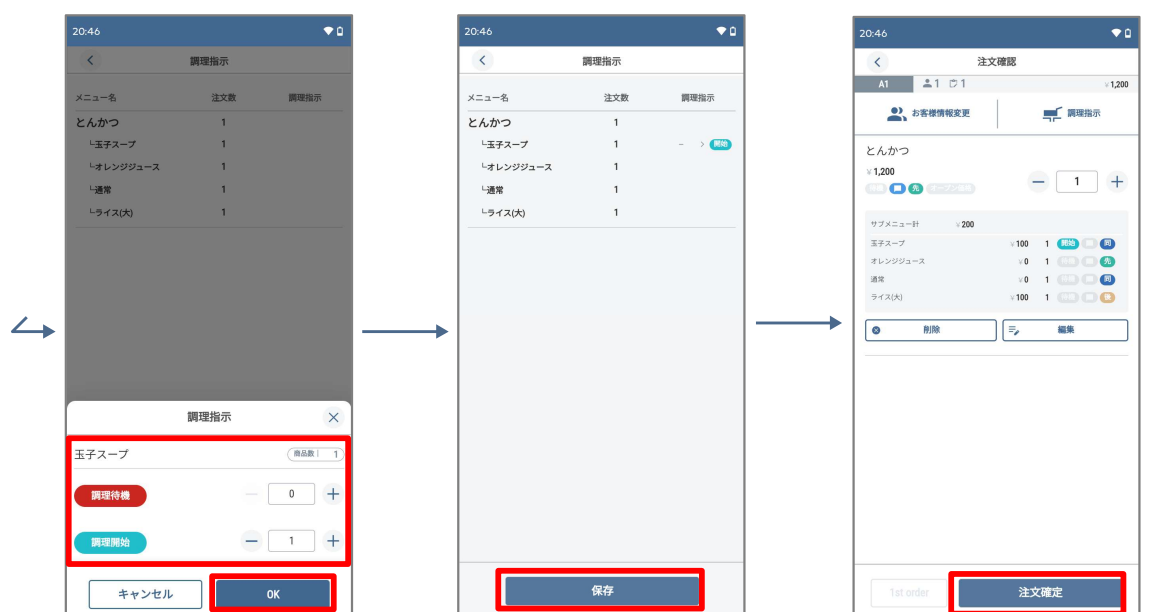 20:46
調理指示
メニュー名 注文数 調理指示
とんかつ 1
└玉子スープ 1
└オレンジジュース 1
└通常 1
└ライス(大) 1
調理指示
玉子スープ 商品数 | 1
調理待機 0
調理開始 1
キャンセル OK
20:46
調理指示
メニュー名 注文数 調理指示
とんかつ 1
└玉子スープ 1 - > 開始
└オレンジジュース 1
└通常 1
└ライス(大) 1
保存
20:46
注文確認
A1 1 1 ¥1,200
お客様情報変更 調理指示
とんかつ
¥1,200
先
1
サブメニュー計 ¥200
玉子スープ ¥100 1 開始 同
オレンジジュース ¥0 1 先
通常 ¥0 1 同
ライス(大) ¥100 1 後
削除 編集
1st order 注文確定